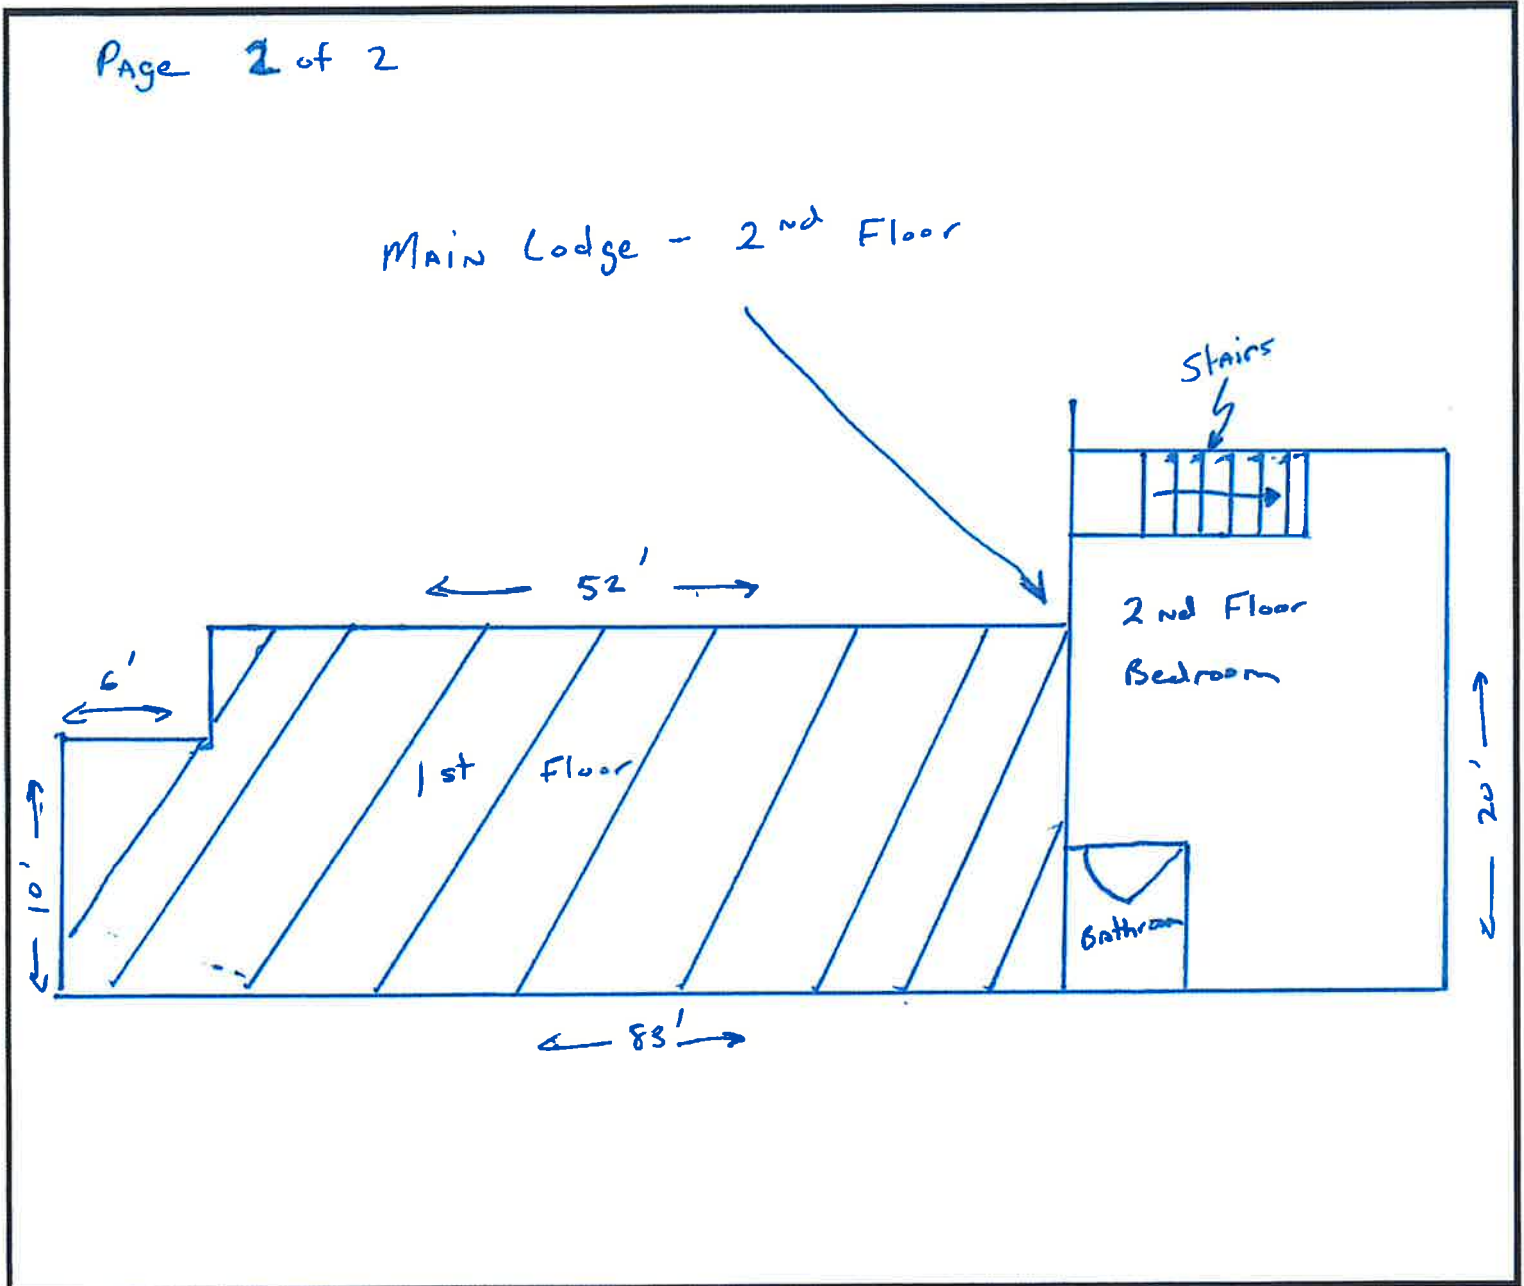 Page 2 of 2
Main Lodge - 2nd Floor
Stairs
52'
2nd Floor
Bedroom
6'
1st Floor
10'
20'
Bathroom
83'